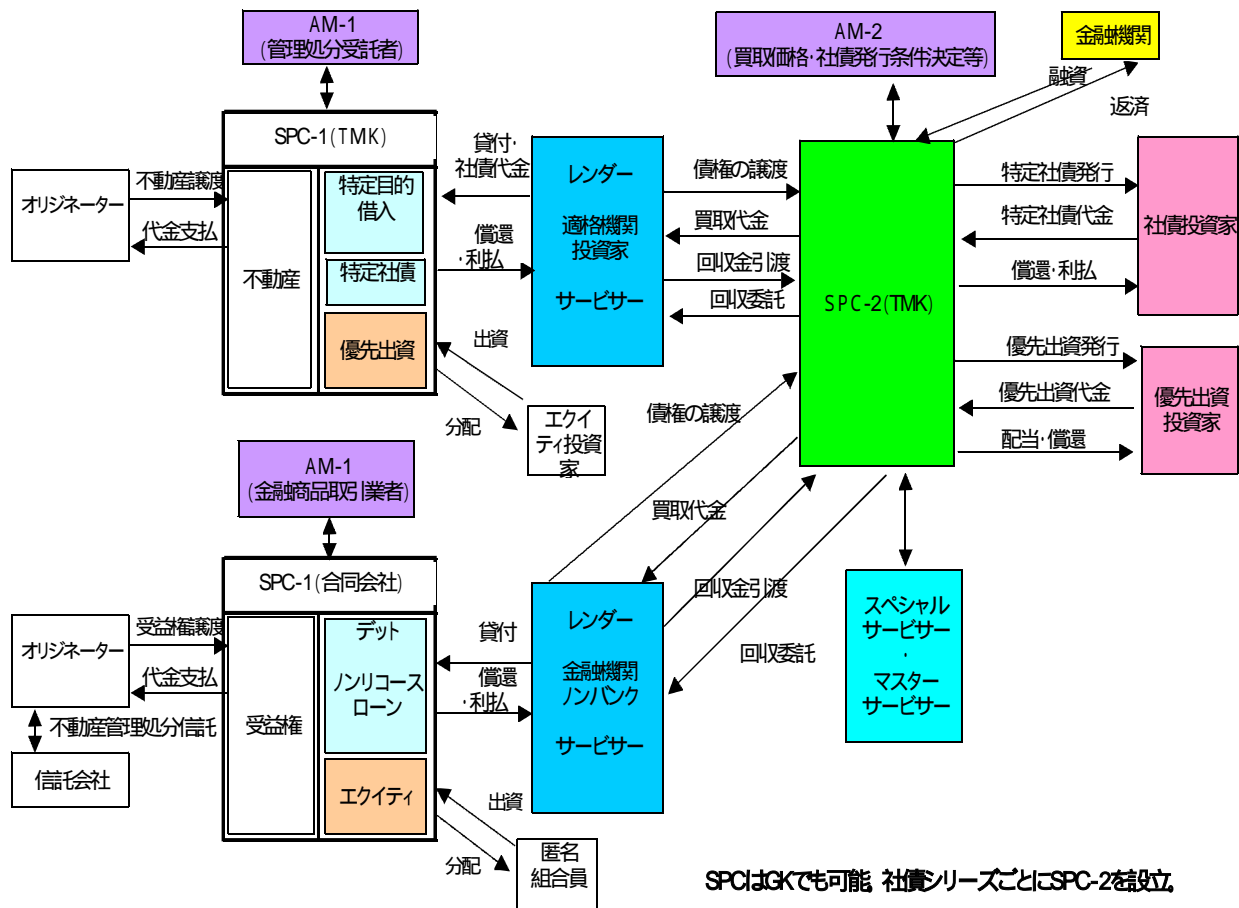 AM-1
(管理処分受託者)
AM-2
(買取価格・社債発行条件決定等)
金融機関
融資
返済
SPC-1(TMK)
オリジネーター
不動産譲渡
代金支払
不動産
特定目的
借入
特定社債
優先出資
貸付・
社債代金
償還
・利払
出資
分配
エクイ
ティ投資
家
レンダー
適格機関
投資家
サービサー
債権の譲渡
買取代金
回収金引渡
回収委託
SPC-2(TMK)
特定社債発行
特定社債代金
償還・利払
社債投資家
優先出資発行
優先出資代金
配当・償還
優先出資
投資家
AM-1
(金融商品取引業者)
SPC-1(合同会社)
オリジネーター
受益権譲渡
代金支払
不動産管理処分信託
信託会社
受益権
デット
ノンリコース
ローン
エクイティ
貸付
償還
・利払
出資
分配
匿名
組合員
レンダー
金融機関
ノンバンク
サービサー
債権の譲渡
買取代金
回収金引渡
回収委託
スペシャル
サービサー
・
マスター
サービサー
SPCはGKでも可能。社債シリーズごとにSPC-2を設立。